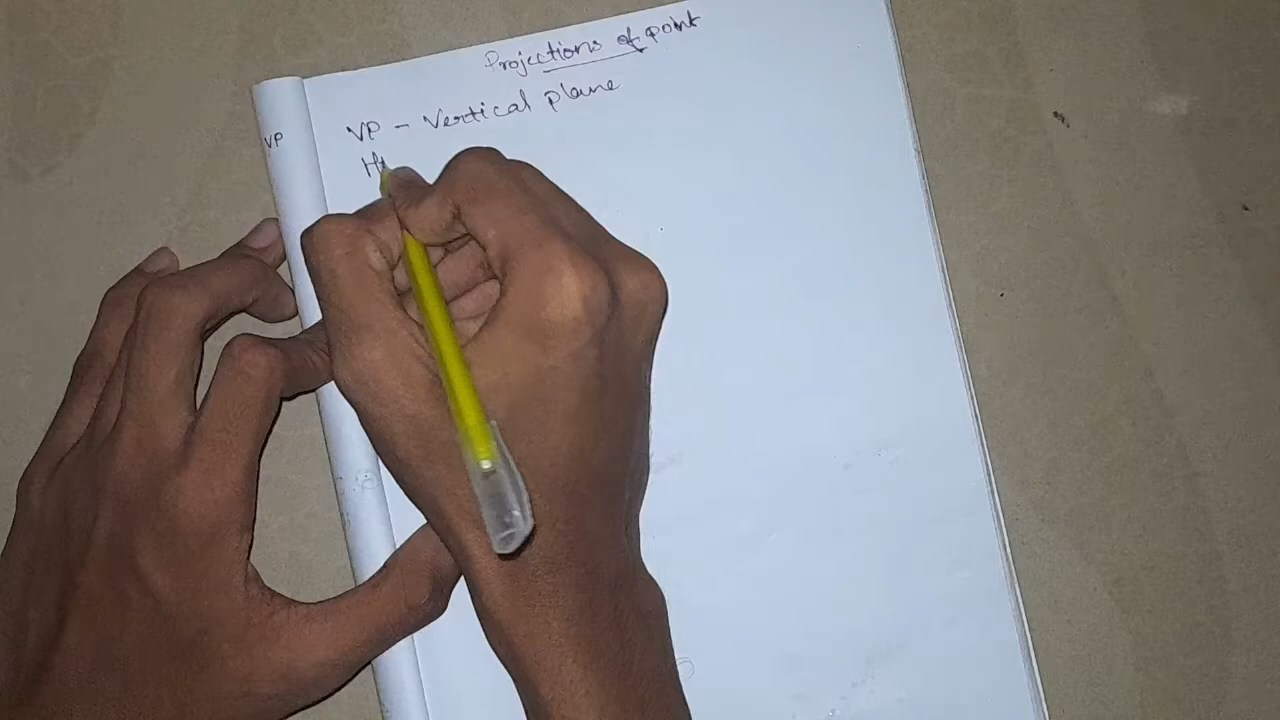 Projections of point
VP
VP - Vertical plane